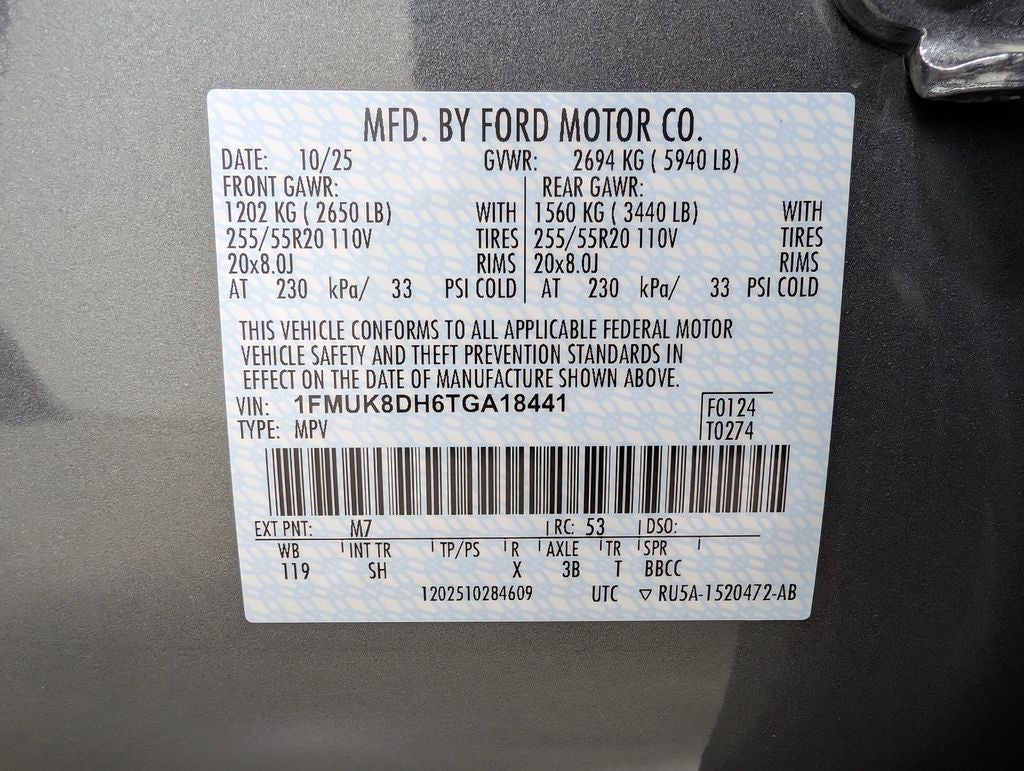 MFD. BY FORD MOTOR CO.
DATE: 10/25 GVWR: 2694 KG ( 5940 LB)
FRONT GAWR: REAR GAWR:
1202 KG ( 2650 LB) WITH 1560 KG ( 3440 LB) WITH
255/55R20 110V TIRES 255/55R20 110V TIRES
20x8.0J RIMS 20x8.0J RIMS
AT 230 kPa/ 33 PSI COLD AT 230 kPa/ 33 PSI COLD
THIS VEHICLE CONFORMS TO ALL APPLICABLE FEDERAL MOTOR
VEHICLE SAFETY AND THEFT PREVENTION STANDARDS IN
EFFECT ON THE DATE OF MANUFACTURE SHOWN ABOVE.
VIN: 1FMUK8DH6TGA18441 F0124
TYPE: MPV T0274
EXT PNT: M7 RC: 53 DSO:
WB INT TR TP/PS R AXLE TR SPR
119 SH X 3B T BBCC
1202510284609 UTC ▽ RU5A-1520472-AB